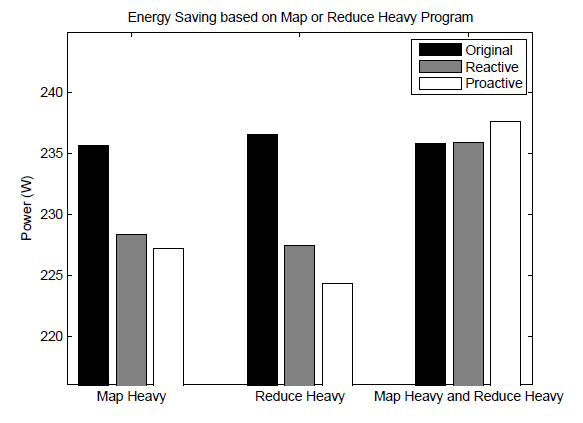 Energy Saving based on Map or Reduce Heavy Program
Original
Reactive
Proactive
240
235
230
225
220
Power (W)
Map Heavy
Reduce Heavy
Map Heavy and Reduce Heavy